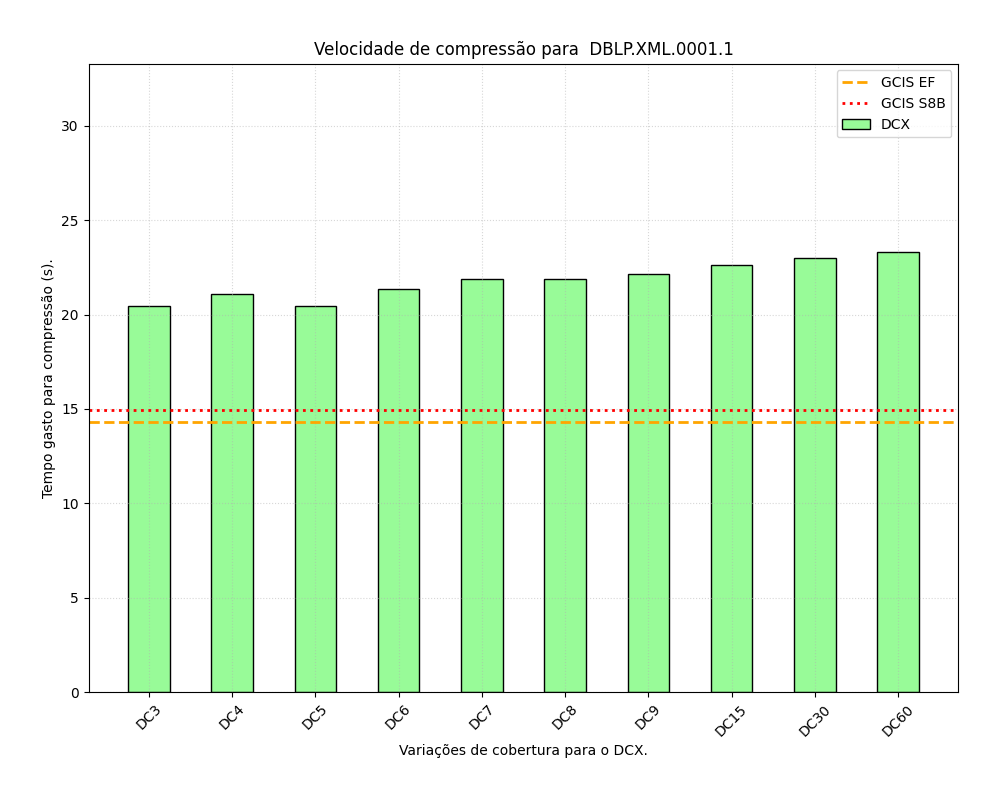 Velocidade de compressão para  DBLP.XML.0001.1
GCIS EF
GCIS S8B
DCX
Tempo gasto para compressão (s).
30
25
20
15
10
5
0
DC3
DC4
DC5
DC6
DC7
DC8
DC9
DC15
DC30
DC60
Variações de cobertura para o DCX.